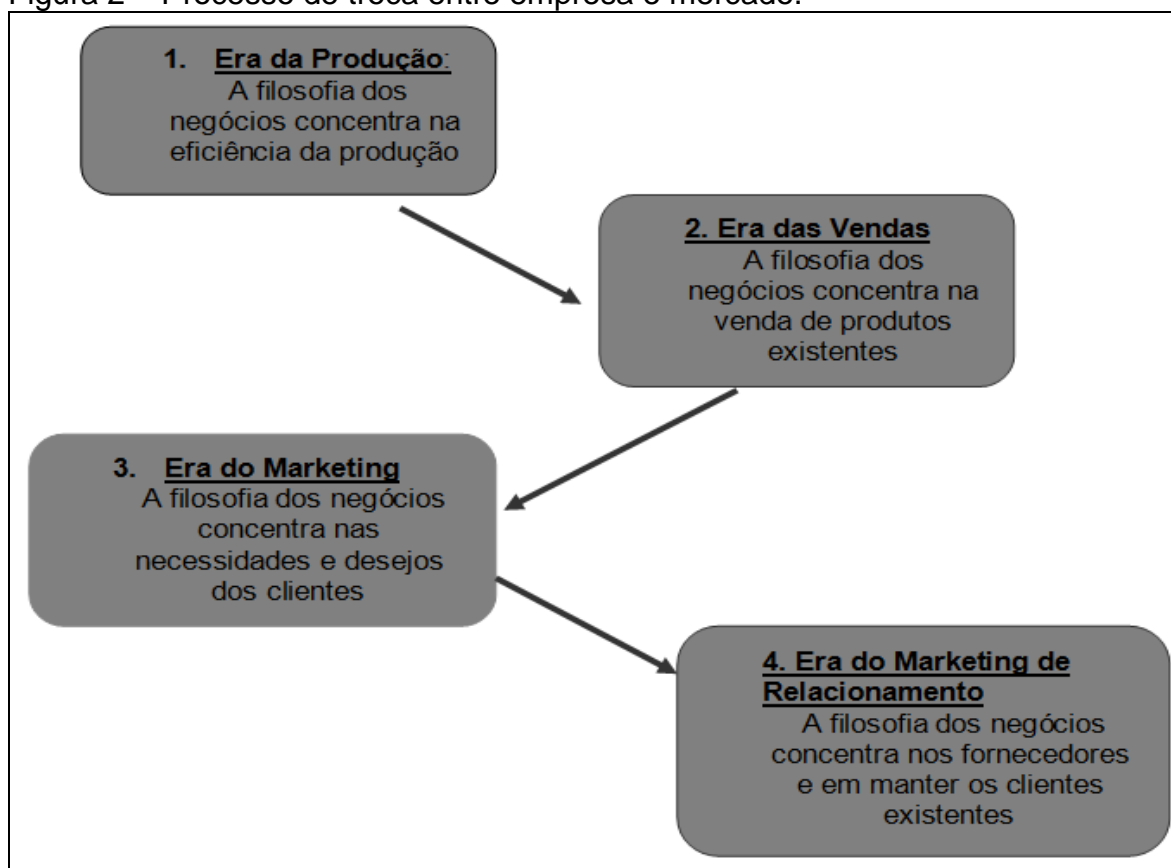 Figura 2 – Processo de troca entre empresa e mercado.
1. Era da Produção:
A filosofia dos
negócios concentra na
eficiência da produção
2. Era das Vendas
A filosofia dos
negócios concentra na
venda de produtos
existentes
3. Era do Marketing
A filosofia dos negócios
concentra nas
necessidades e desejos
dos clientes
4. Era do Marketing de
Relacionamento
A filosofia dos negócios
concentra nos fornecedores
e em manter os clientes
existentes